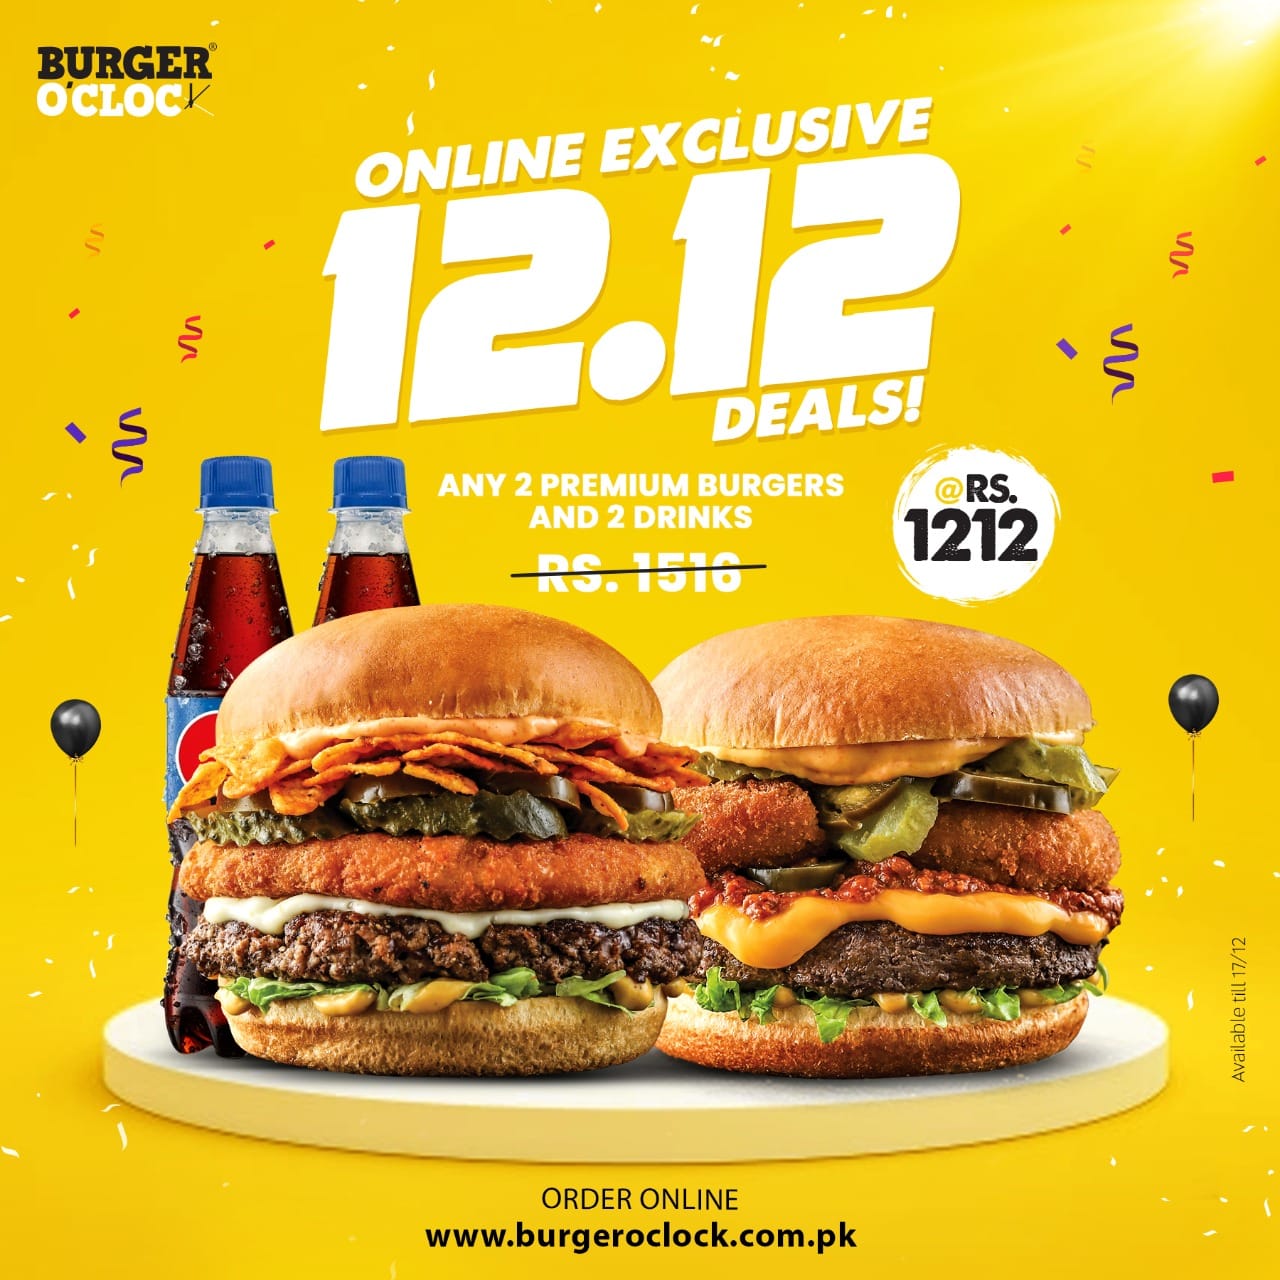 BURGER®
O'CLOCK
ONLINE EXCLUSIVE
12.12
DEALS!
ANY 2 PREMIUM BURGERS
AND 2 DRINKS
RS. 1516
@RS.
1212
Available till 17/12
ORDER ONLINE
www.burgeroclock.com.pk